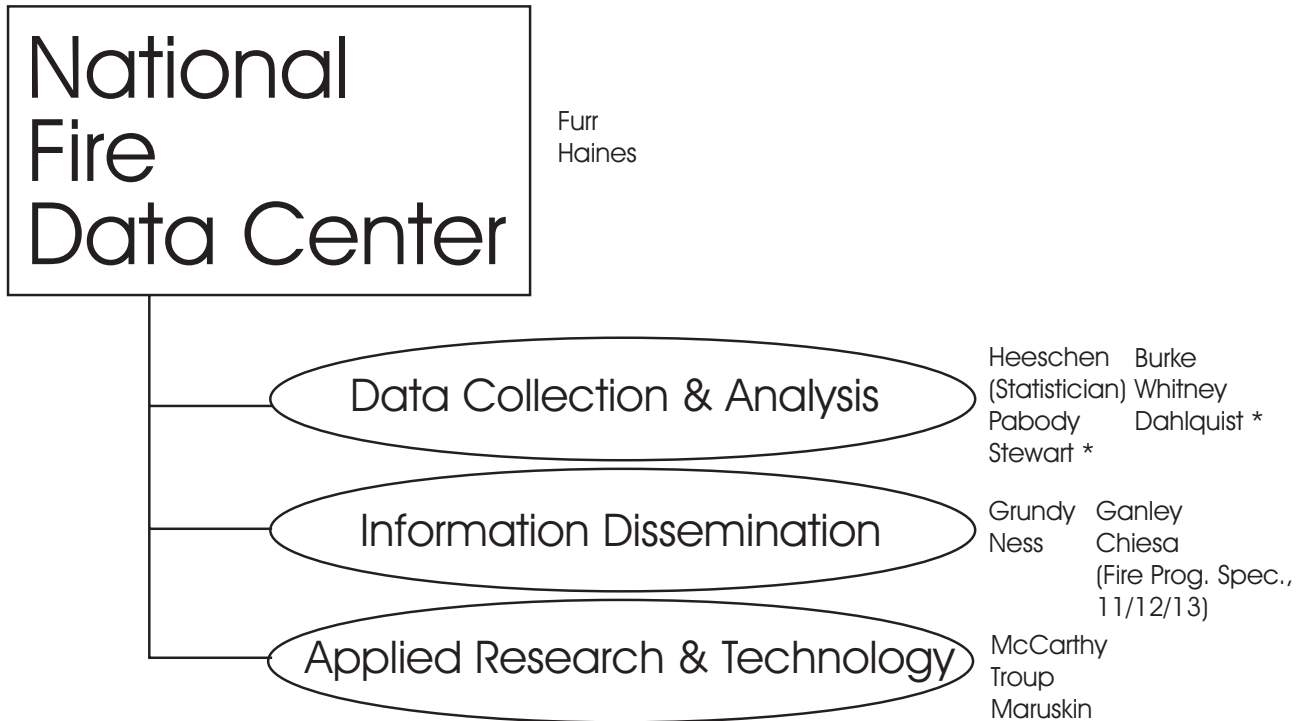 National
Fire
Data Center
Furr
Haines
Data Collection & Analysis
Heeschen
(Statistician)
Pabody
Stewart *
Burke
Whitney
Dahlquist *
Information Dissemination
Grundy
Ness
Ganley
Chiesa
(Fire Prog. Spec.,
11/12/13)
Applied Research & Technology
McCarthy
Troup
Maruskin